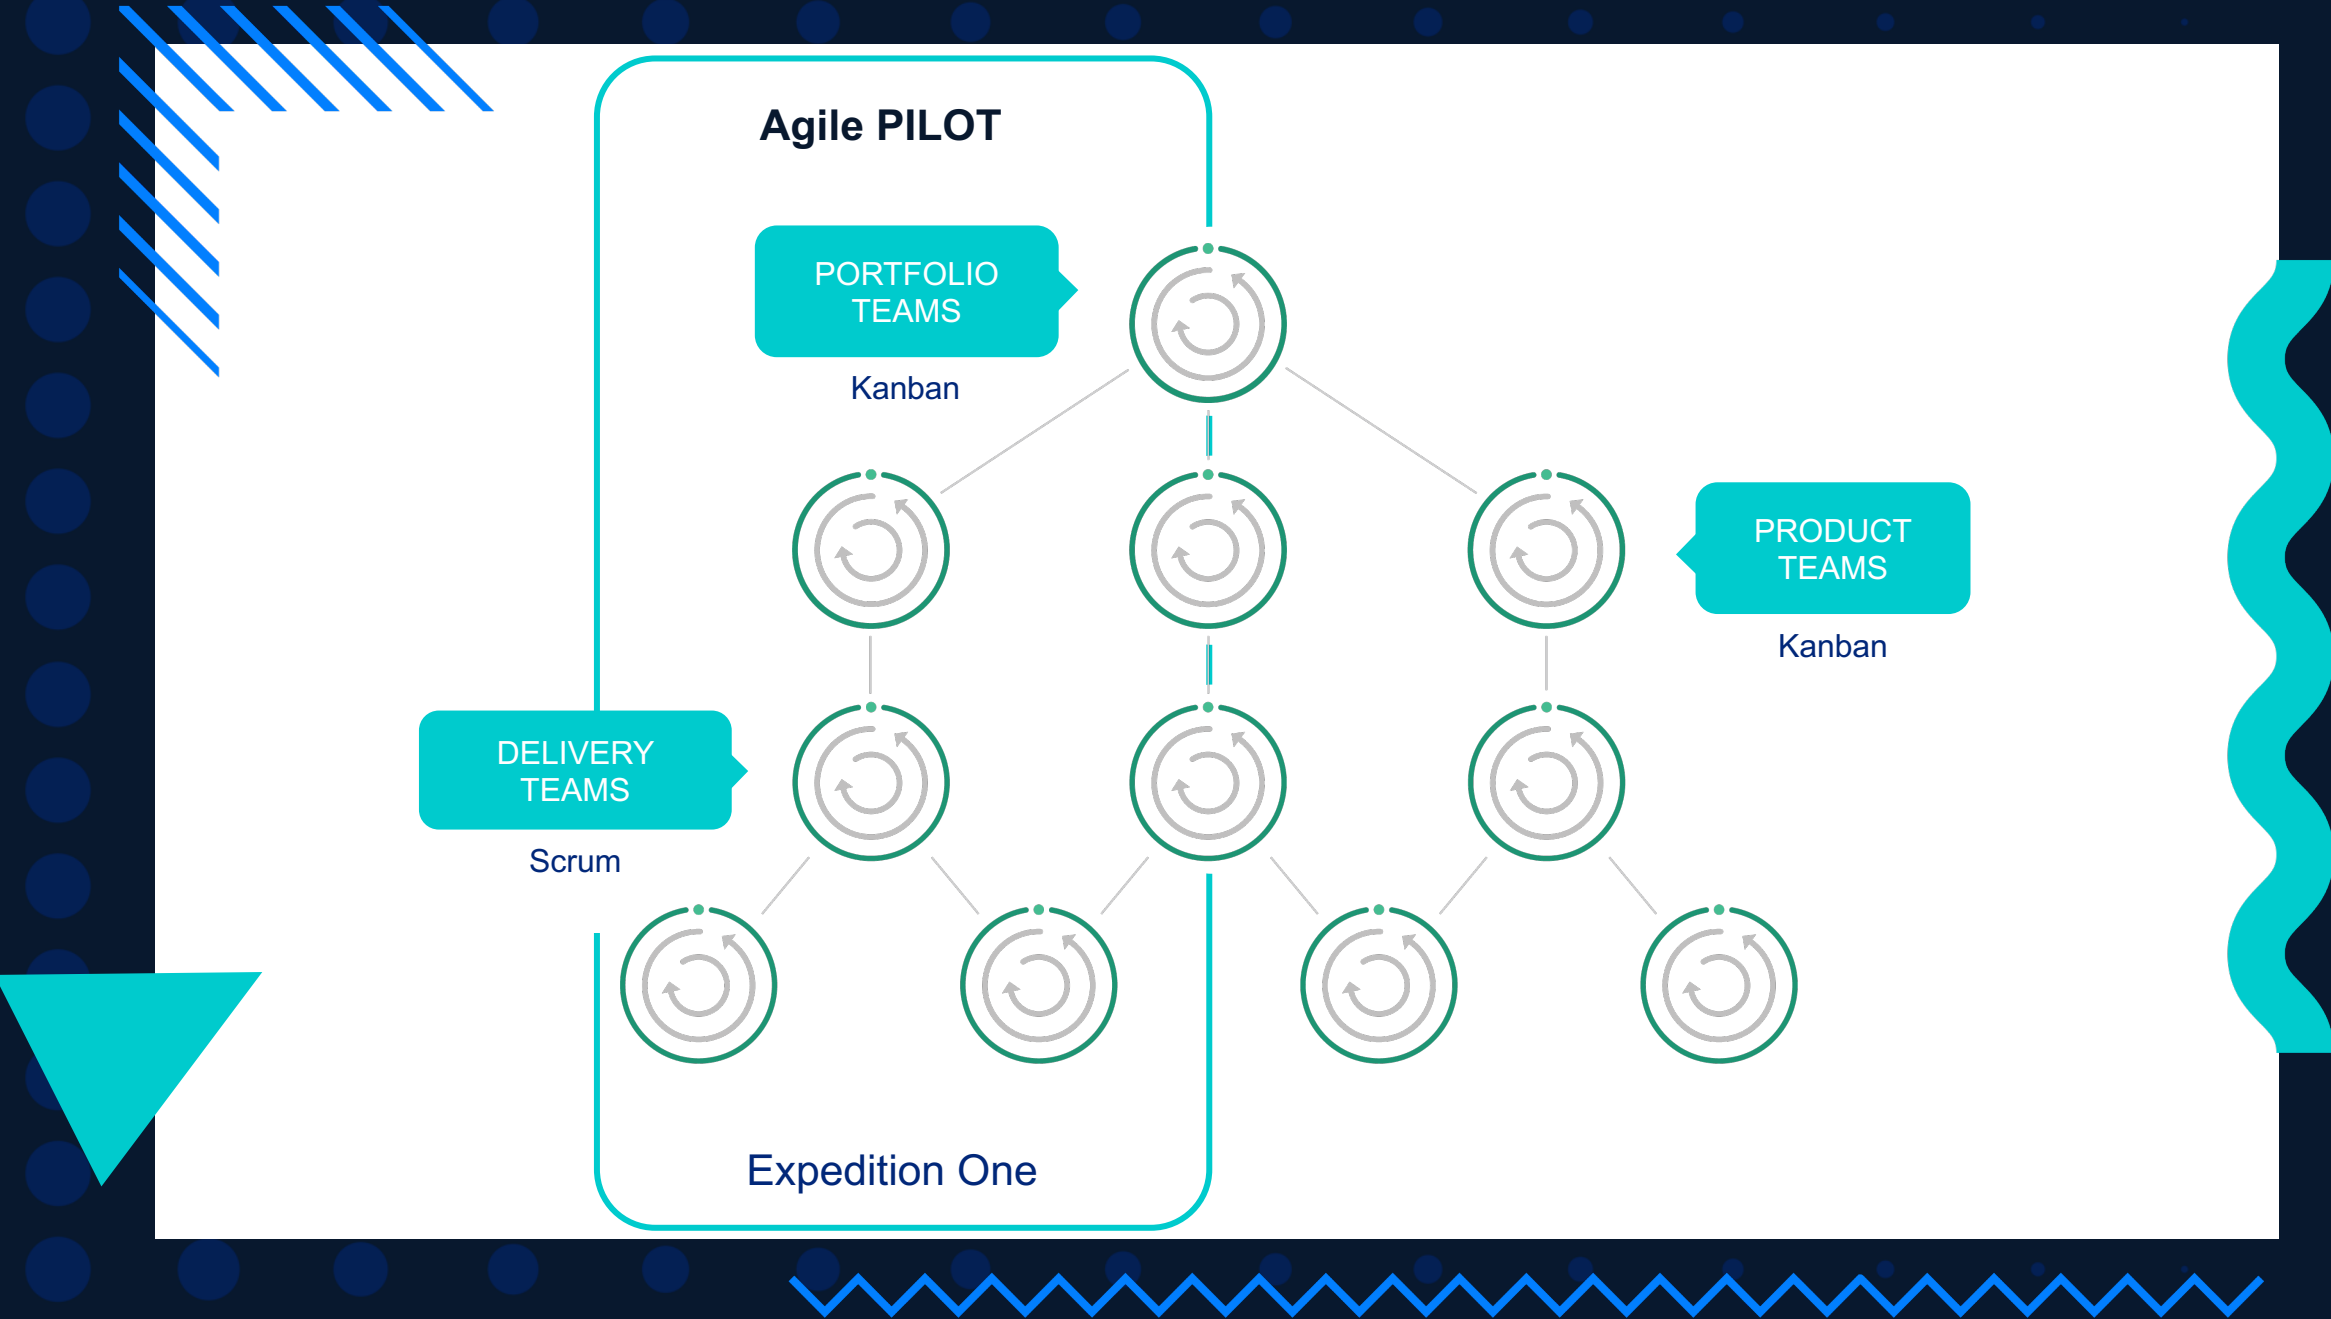 Agile PILOT
PORTFOLIO
TEAMS
Kanban
PRODUCT
TEAMS
Kanban
DELIVERY
TEAMS
Scrum
Expedition One